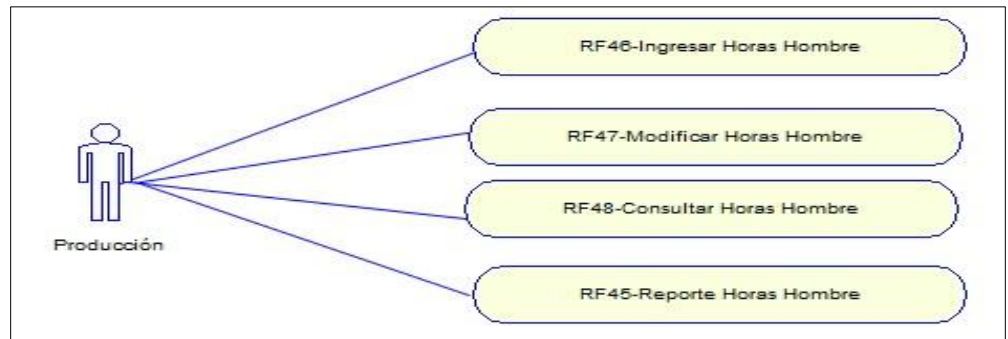 RF46-Ingresar Horas Hombre
RF47-Modificar Horas Hombre
RF48-Consultar Horas Hombre
Producción
RF45-Reporte Horas Hombre